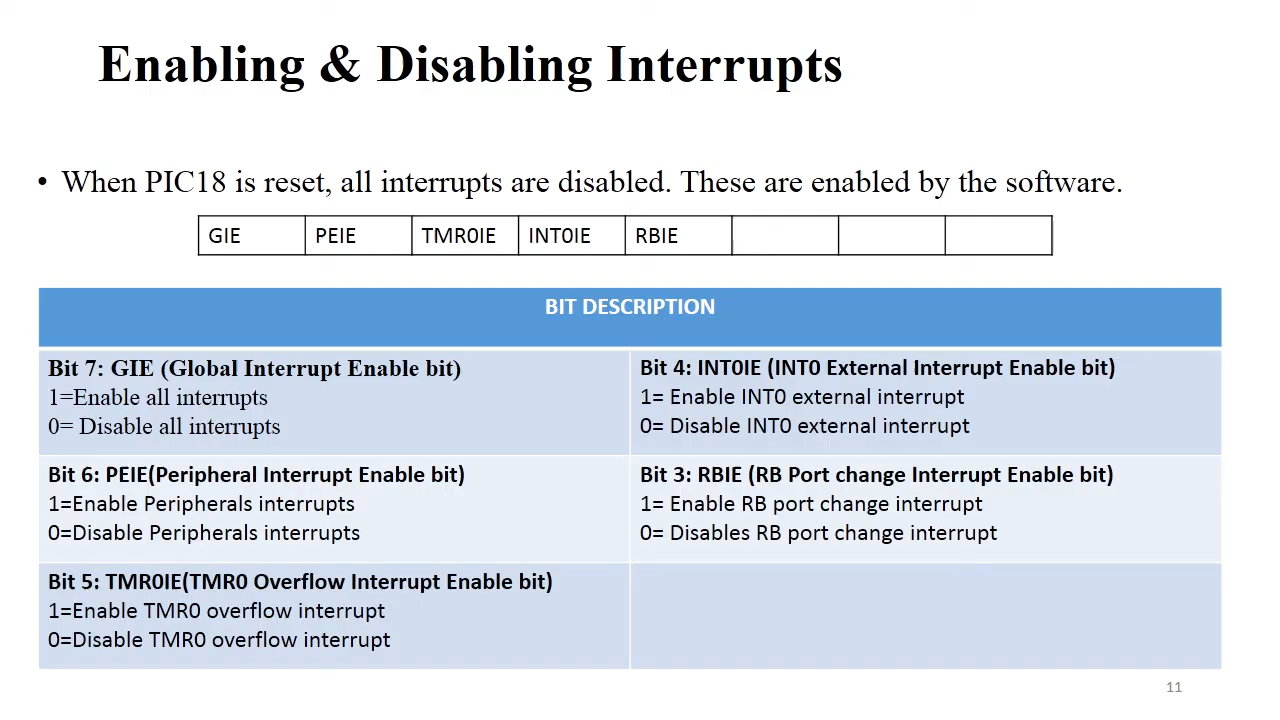 Enabling & Disabling Interrupts
• When PIC18 is reset, all interrupts are disabled. These are enabled by the software.
GIE PEIE TMR0IE INT0IE RBIE
BIT DESCRIPTION
Bit 7: GIE (Global Interrupt Enable bit)
1=Enable all interrupts
0= Disable all interrupts
Bit 4: INT0IE (INT0 External Interrupt Enable bit)
1= Enable INT0 external interrupt
0= Disable INT0 external interrupt
Bit 6: PEIE(Peripheral Interrupt Enable bit)
1=Enable Peripherals interrupts
0=Disable Peripherals interrupts
Bit 3: RBIE (RB Port change Interrupt Enable bit)
1= Enable RB port change interrupt
0= Disables RB port change interrupt
Bit 5: TMR0IE(TMR0 Overflow Interrupt Enable bit)
1=Enable TMR0 overflow interrupt
0=Disable TMR0 overflow interrupt
11